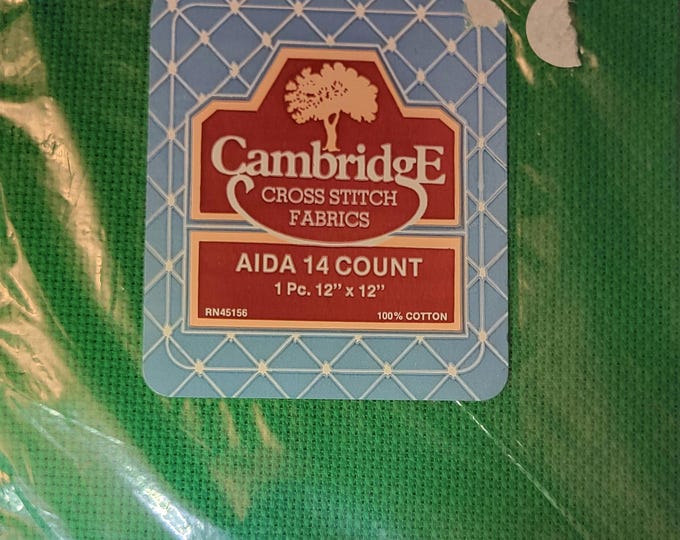 CambridgE
CROSS STITCH
FABRICS
AIDA 14 COUNT
1 Pc. 12" x 12"
RN45156 100% COTTON